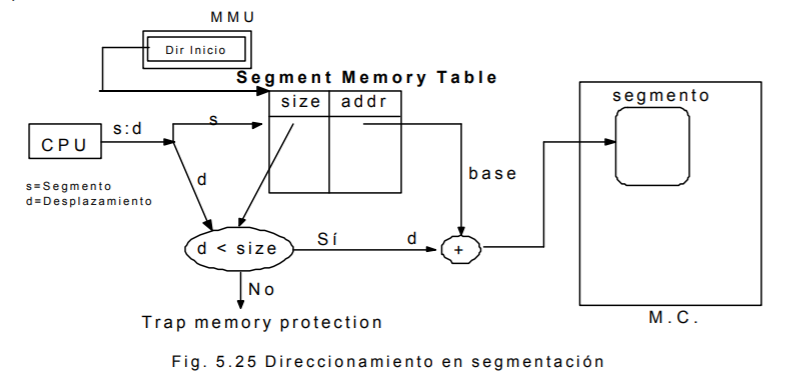 MMU
Dir Inicio
Segment Memory Table
size addr
segmento
s:d
s
CPU
base
d
s=Segmento
d=Desplazamiento
d < size
Sí
d
+
No
Trap memory protection
M.C.
Fig. 5.25 Direccionamiento en segmentación